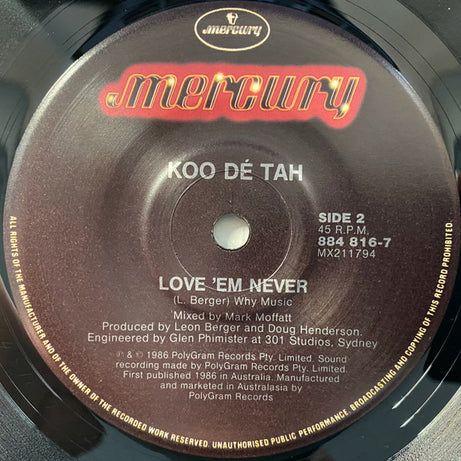 mercury
mercury
KOO DÉ TAH
SIDE 2
45 R.P.M.
884 816-7
MX211794
LOVE 'EM NEVER
(L. Berger) Why Music
Mixed by Mark Moffatt
Produced by Leon Berger and Doug Henderson.
Engineered by Glen Phimister at 301 Studios, Sydney
℗ & © 1986 PolyGram Records Pty. Limited. Sound
recording made by PolyGram Records Pty. Limited.
First published 1986 in Australia. Manufactured
and marketed in Australasia by
PolyGram Records
ALL RIGHTS OF THE MANUFACTURER AND OF THE OWNER OF THE RECORDED WORK RESERVED. UNAUTHORISED PUBLIC PERFORMANCE, BROADCASTING AND COPYING OF THIS RECORD PROHIBITED.